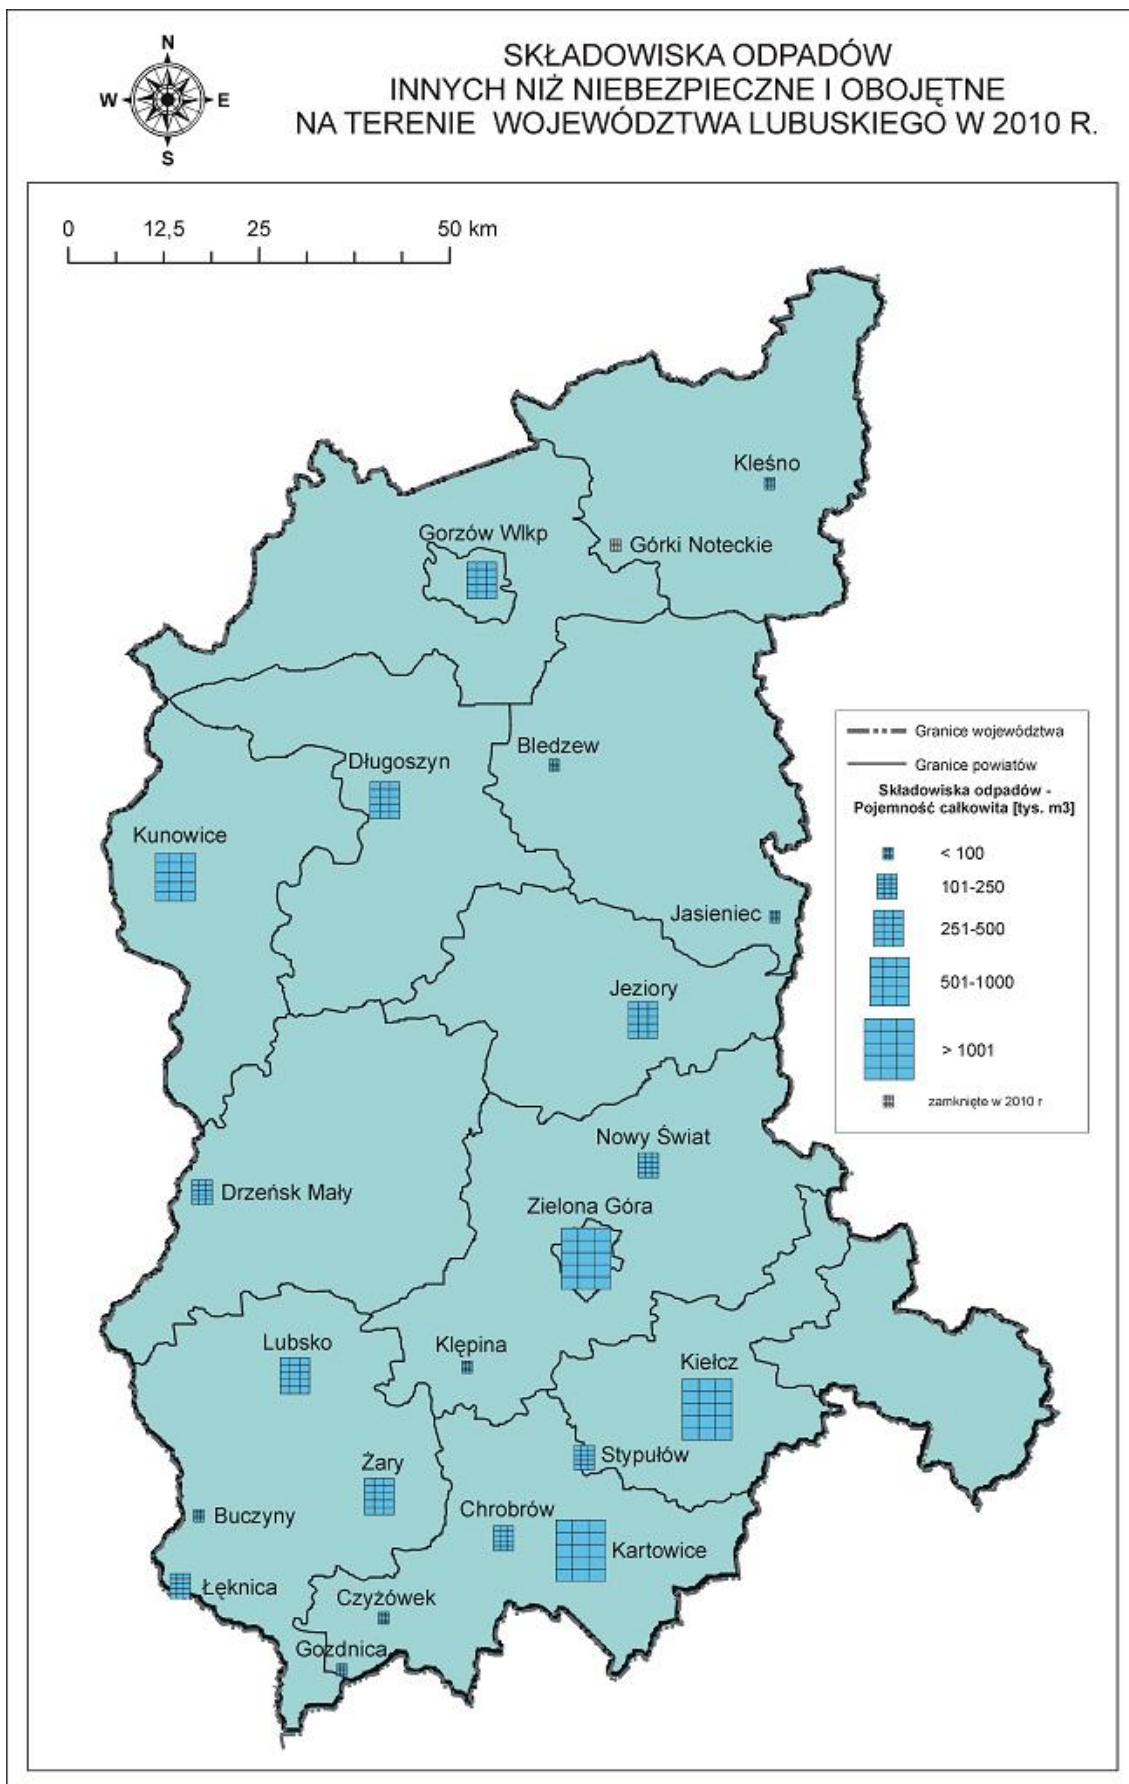 N
W E
S
SKŁADOWISKA ODPADÓW
INNYCH NIŻ NIEBEZPIECZNE I OBOJĘTNE
NA TERENIE WOJEWÓDZTWA LUBUSKIEGO W 2010 R.
0 12,5 25 50 km
Kleśno
Gorzów Wlkp
Górki Noteckie
Granice województwa
Bledzew
Długoszyn
Granice powiatów
Składowiska odpadów -
Pojemność całkowita [tys. m3]
Kunowice
< 100
101-250
Jasieniec
251-500
501-1000
Jeziory
> 1001
zamknięte w 2010 r
Nowy Świat
Drzeńsk Mały
Zielona Góra
Lubsko
Klępina
Kiełcz
Stypułów
Żary
Chrobrów
Buczyny
Kartowice
Łęknica
Czyżówek
Gozdnica